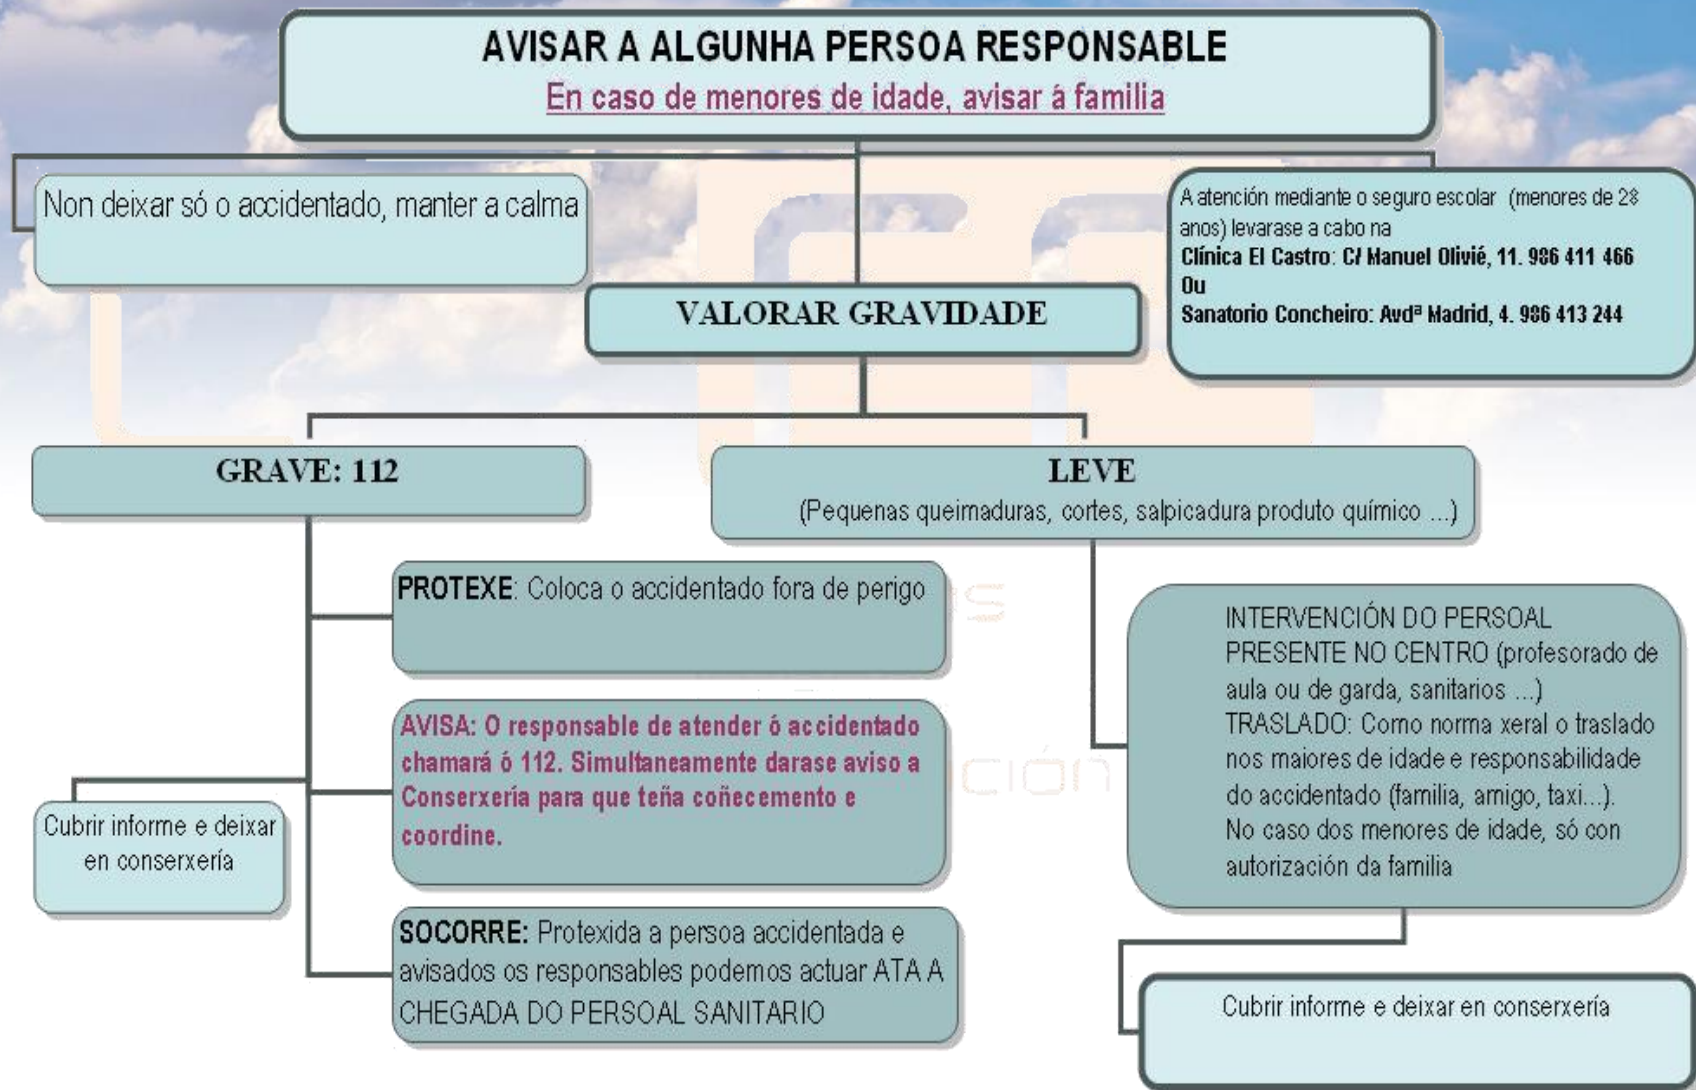 AVISAR A ALGUNHA PERSOA RESPONSABLE
En caso de menores de idade, avisar á familia
Non deixar só o accidentado, manter a calma
A atención mediante o seguro escolar (menores de 28
anos) levarase a cabo na
Clínica El Castro: C/ Manuel Olivié, 11. 986 411 466
Ou
Sanatorio Concheiro: Avdª Madrid, 4. 986 413 244
VALORAR GRAVIDADE
GRAVE: 112
LEVE
(Pequenas queimaduras, cortes, salpicadura produto químico ...)
PROTEXE: Coloca o accidentado fora de perigo
AVISA: O responsable de atender ó accidentado
chamará ó 112. Simultaneamente darase aviso a
Conserxería para que teña coñecemento e
coordine.
SOCORRE: Protexida a persoa accidentada e
avisados os responsables podemos actuar ATA A
CHEGADA DO PERSOAL SANITARIO
Cubrir informe e deixar
en conserxería
INTERVENCIÓN DO PERSOAL
PRESENTE NO CENTRO (profesorado de
aula ou de garda, sanitarios ...)
TRASLADO: Como norma xeral o traslado
nos maiores de idade e responsabilidade
do accidentado (familia, amigo, taxi...).
No caso dos menores de idade, só con
autorización da familia
Cubrir informe e deixar en conserxería